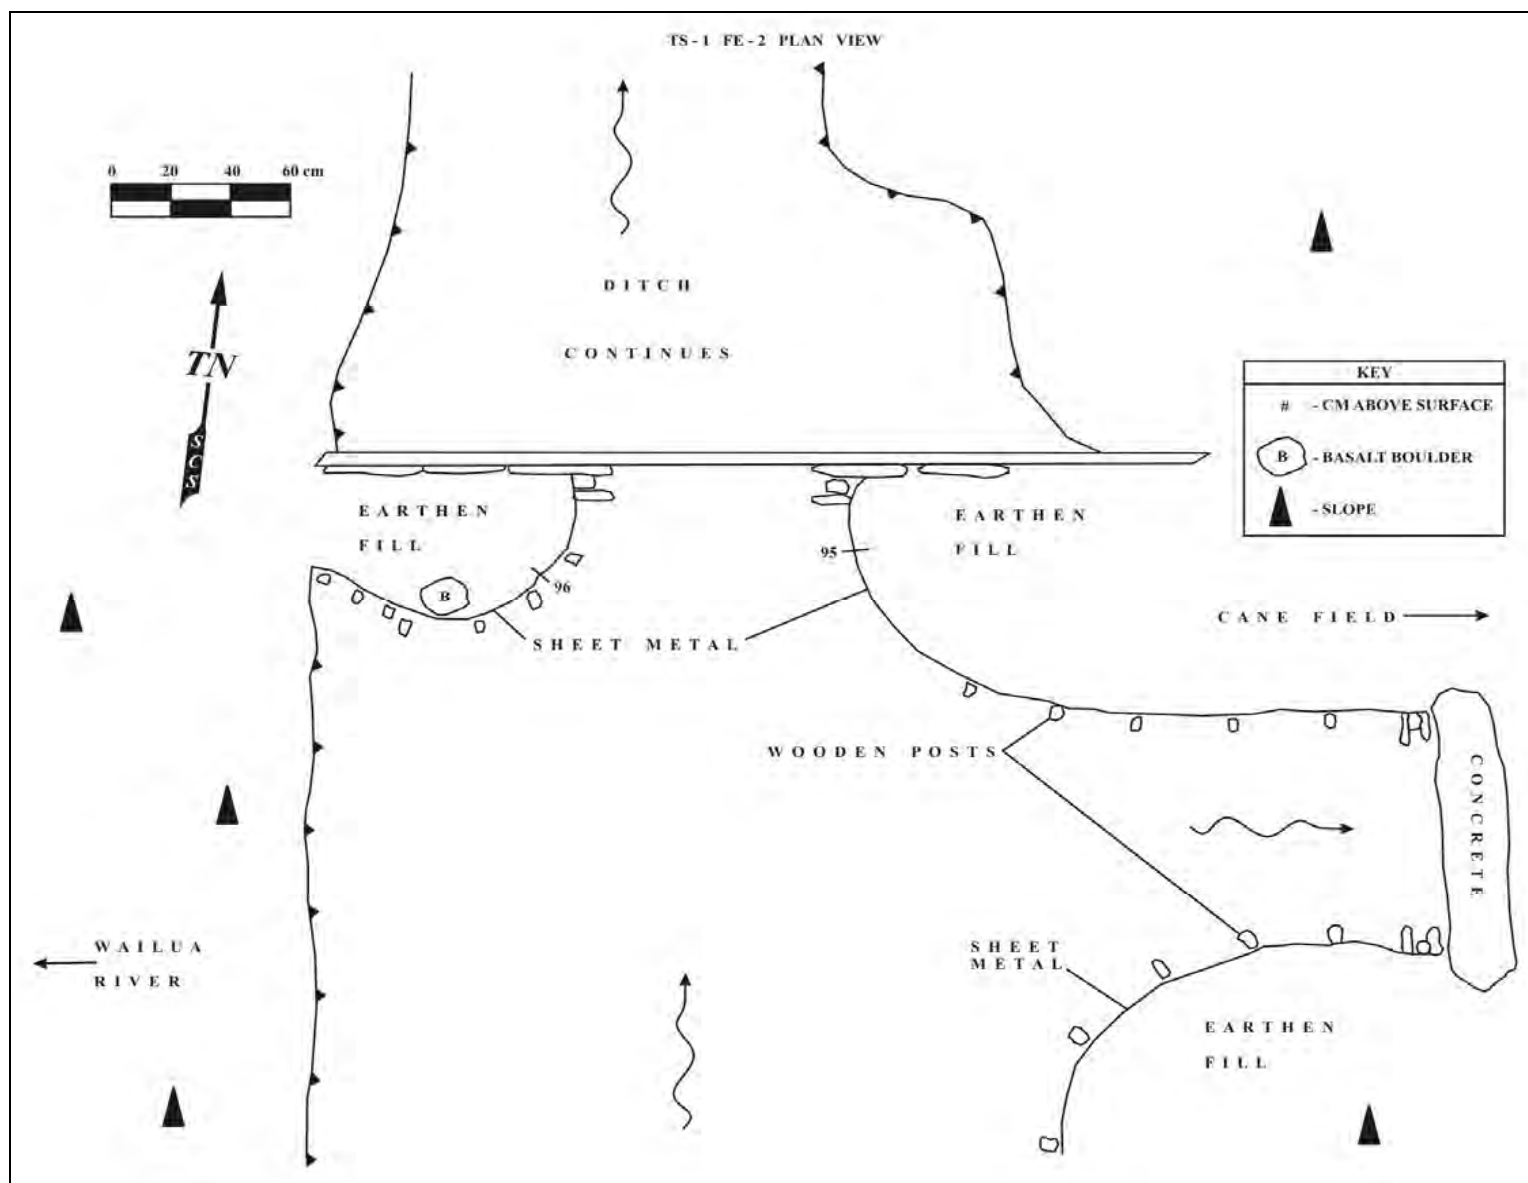 TS-1 FE-2 PLAN VIEW
0 20 40 60 cm
TN
SCS
DITCH
CONTINUES
KEY
# - CM ABOVE SURFACE
B - BASALT BOULDER
- SLOPE
EARTHEN
FILL
EARTHEN
FILL
95
96
B
SHEET METAL
CANE FIELD
WOODEN POSTS
CONCRETE
WAILUA
RIVER
SHEET
METAL
EARTHEN
FILL